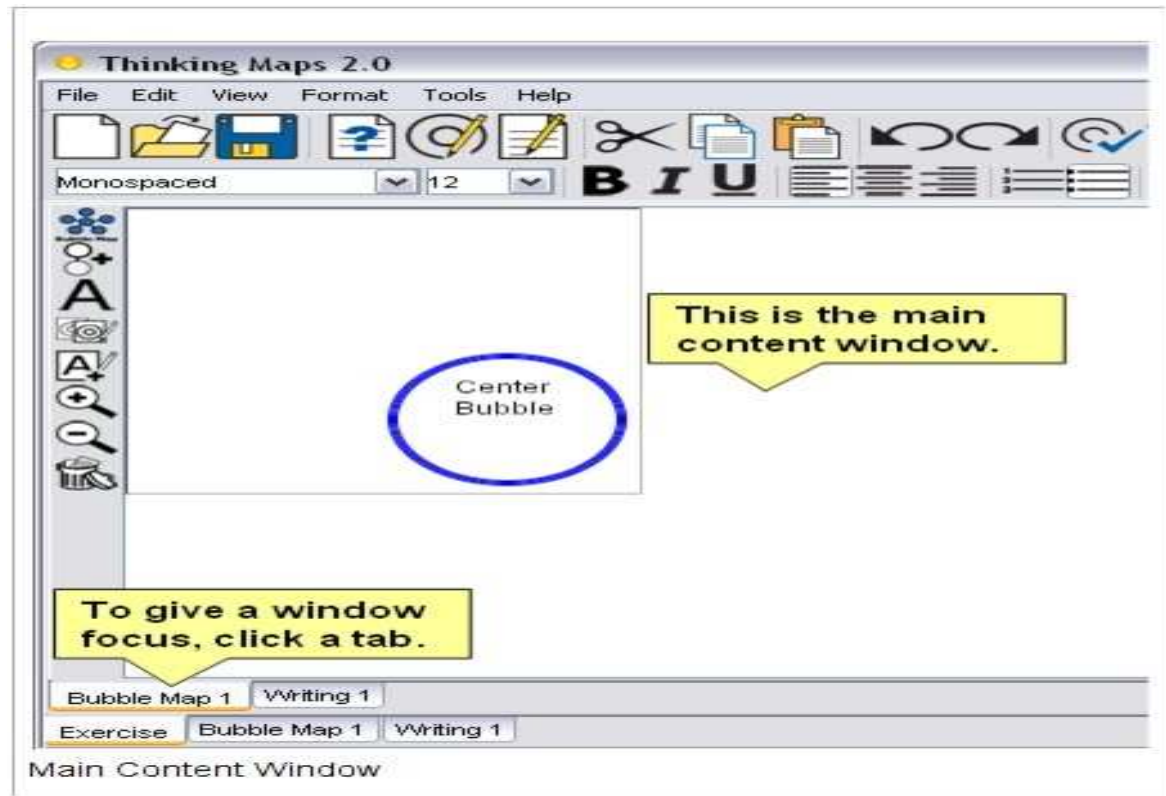 Thinking Maps 2.0
File Edit View Format Tools Help
Monospaced 12 B I U
A
This is the main
content window.
Center
Bubble
To give a window
focus, click a tab.
Bubble Map 1 Writing 1
Exercise Bubble Map 1 Writing 1
Main Content Window